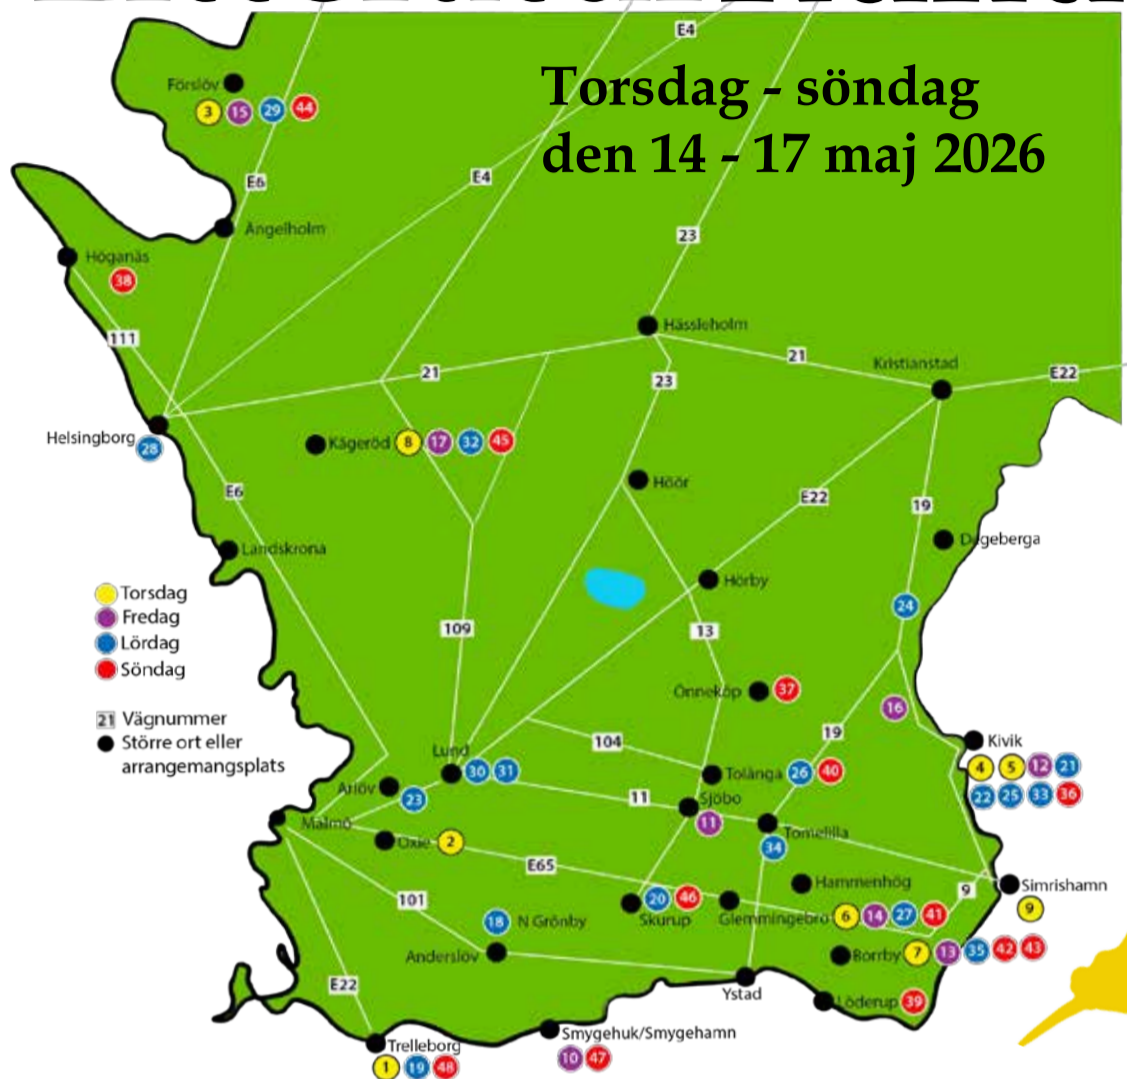 Torsdag - söndag
den 14 - 17 maj 2026
E4
Förslöv
3 15 29 44
E4
E6
Ängelholm
23
Höganäs
38
111
Hässleholm
21
21
Kristianstad
23
E22
Helsingborg
28
Kågeröd 8 17 32 45
Höör
E22
19
E6
Landskrona
Degeberga
Hörby
24
Torsdag
Fredag
Lördag
Söndag
109
13
Önneköp 37
16
21 Vägnummer
Större ort eller
arrangemangsplats
19
Kivik
4 5 12 21
22 25 33 36
104
Lund
30 31
Tolånga 26 40
Arlöv
23
11
Sjöbo
11
Malmö
Tomelilla
34
Oxie 2
E65
Hammenhög
9
Simrishamn
9
101
20 46
Skurup
Glemmingebro 6 14 27 41
18 N Grönby
Anderslöv
Borrby 7 13 35 42 43
E22
Ystad
Löderup 39
Smygehuk/Smygehamn
10 47
Trelleborg
1 19 48